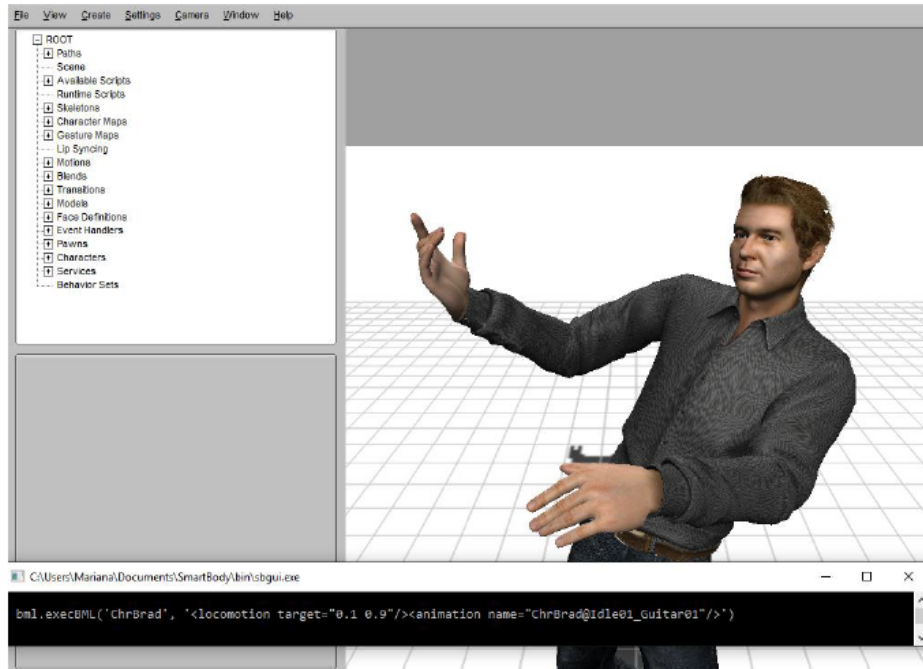 File View Create Settings Camera Window Help
ROOT
Paths
Scene
Available Scripts
Runtime Scripts
Skeletons
Character Maps
Gesture Maps
Lip Syncing
Motions
Blends
Transitions
Models
Face Definitions
Event Handlers
Pawns
Characters
Services
Behavior Sets
C:\Users\Mariana\Documents\SmartBody\bin\sbgui.exe
bml.execBML('ChrBrad', '<locomotion target="0.1 0.9"/><animation name="ChrBrad@Idle01_Guitar01"/>')